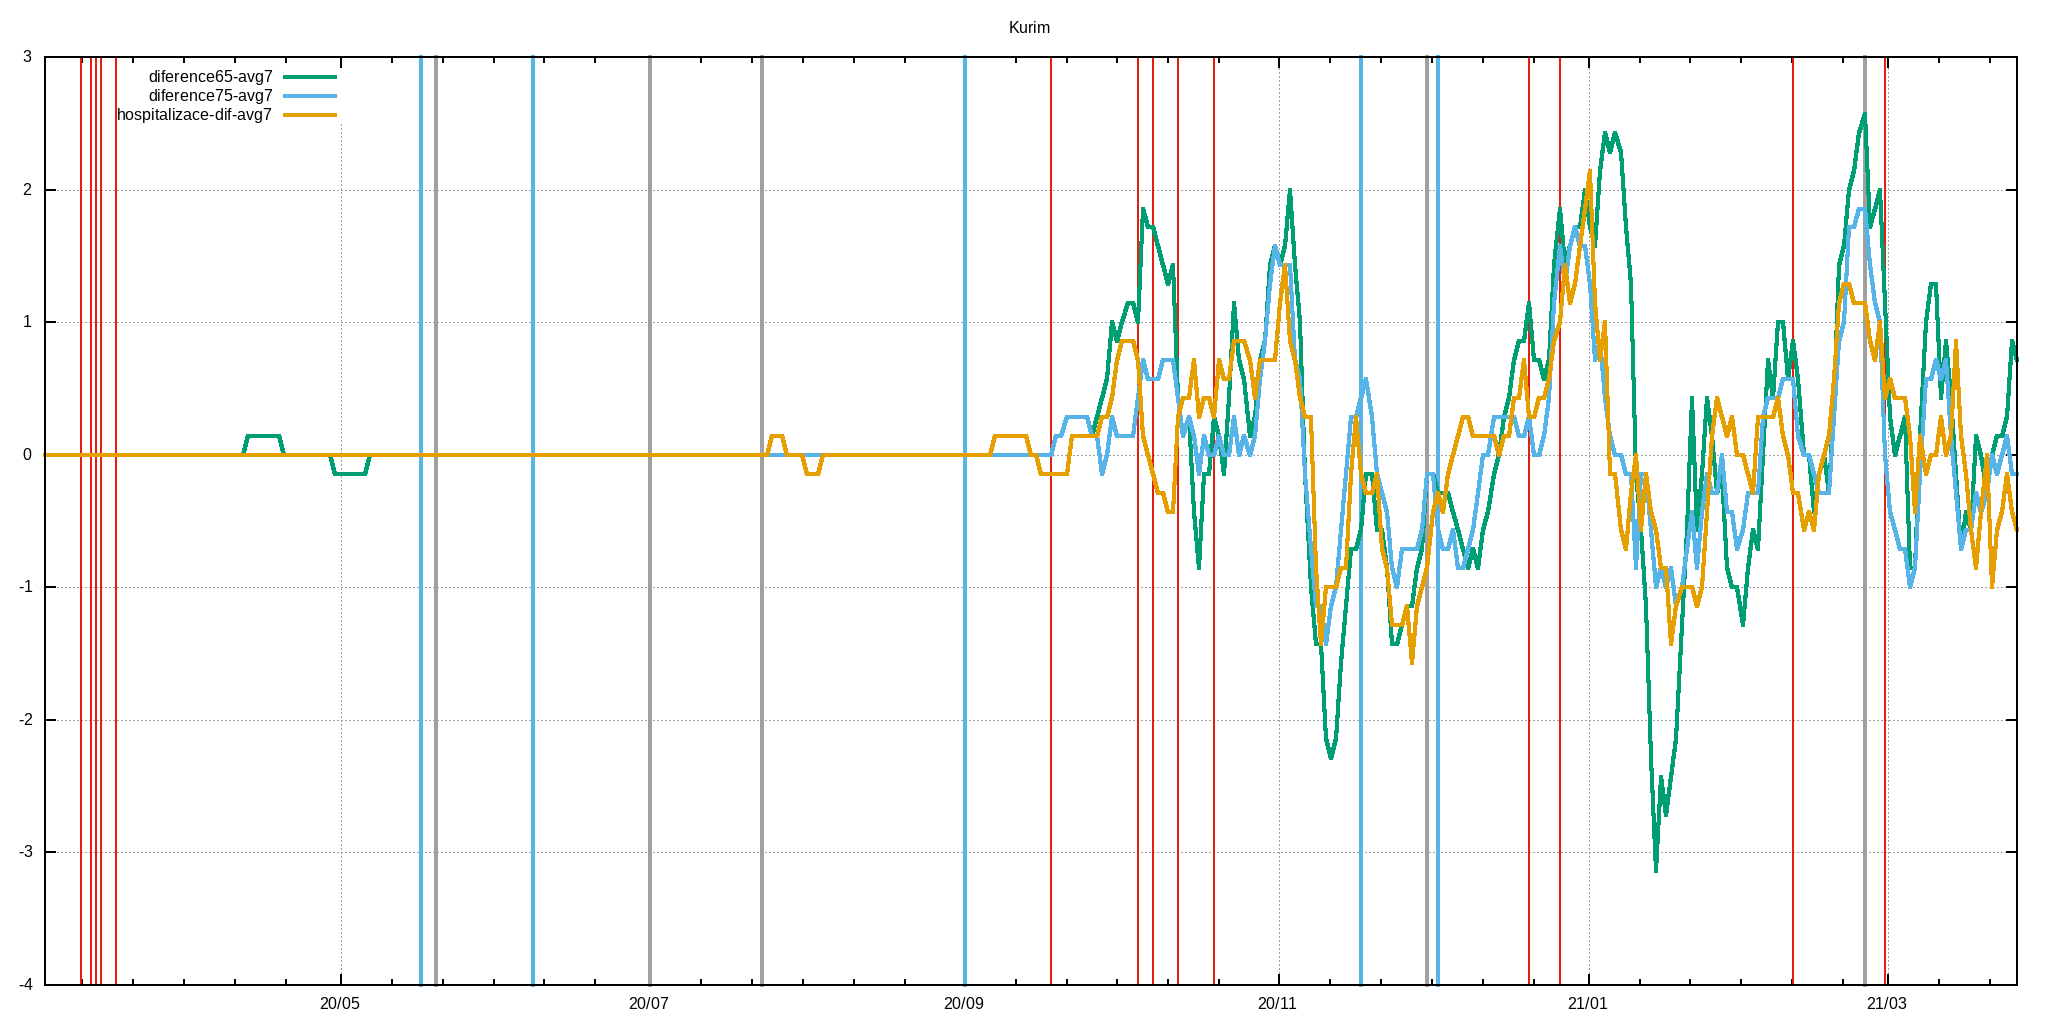 Kurim
3
diference65-avg7
diference75-avg7
hospitalizace-dif-avg7
2
1
0
-1
-2
-3
-4
20/05 20/07 20/09 20/11 21/01 21/03